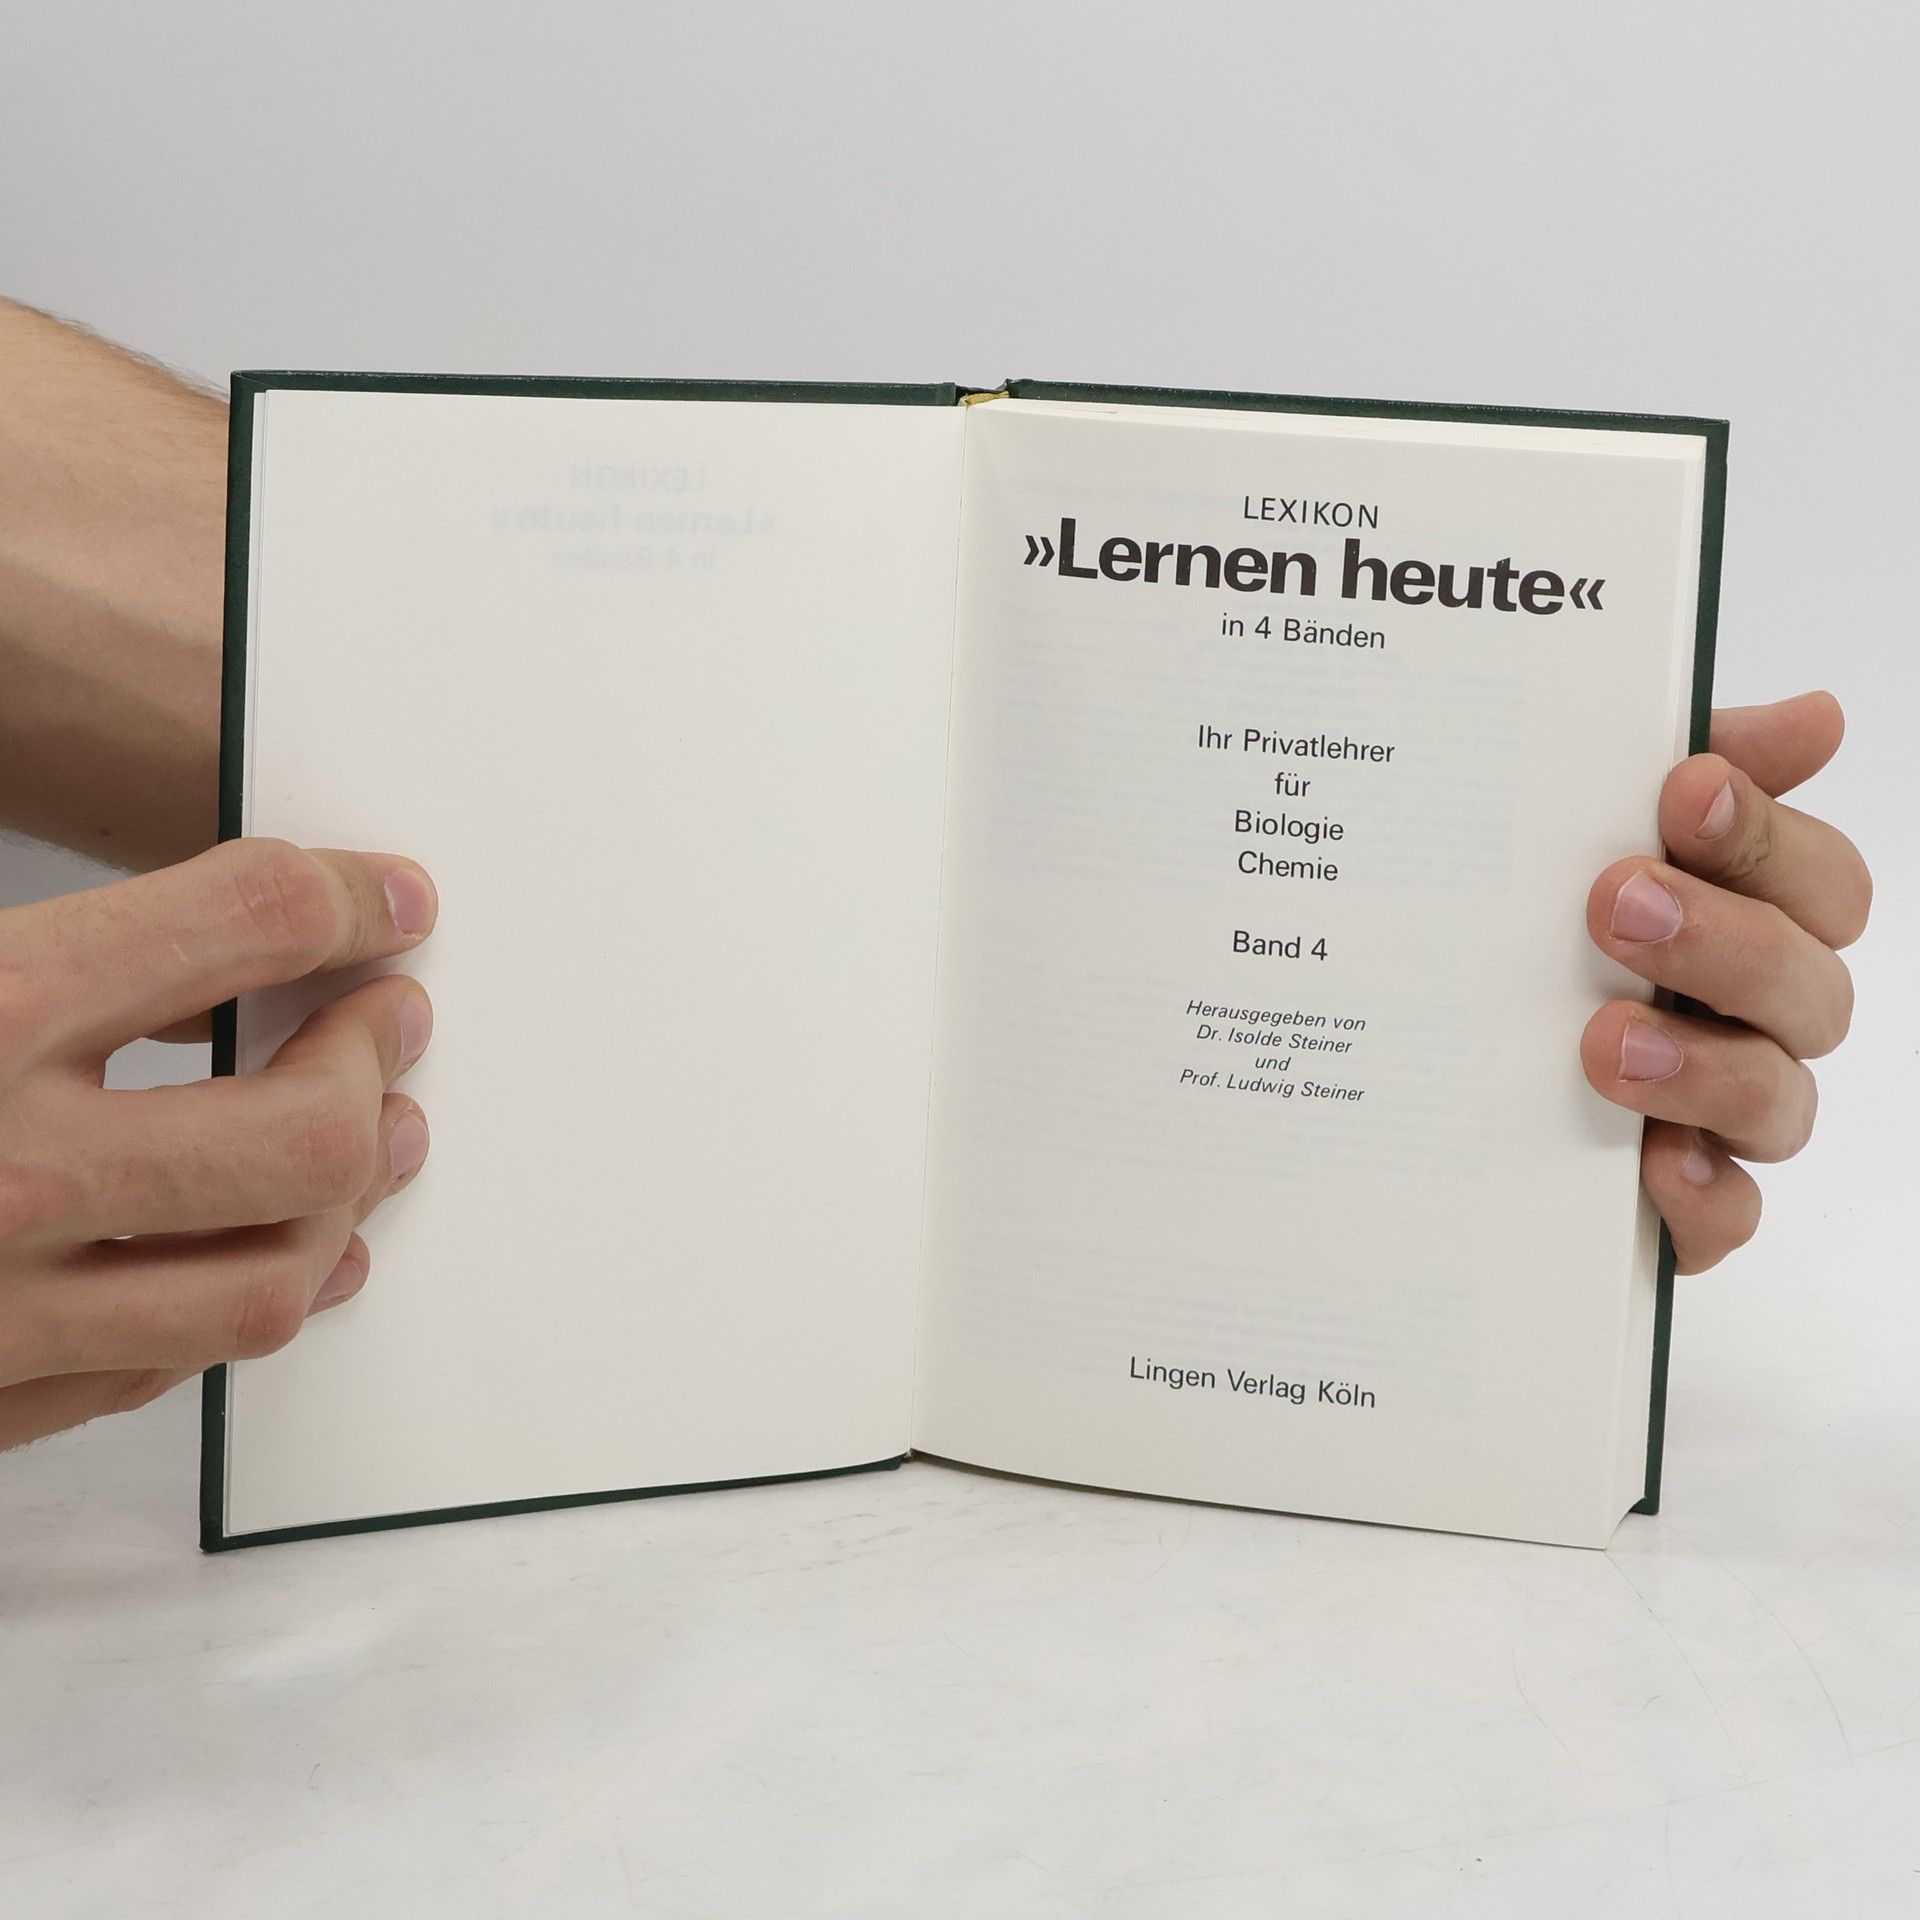 LEXIKON
»Lernen heute«
in 4 Bänden
Ihr Privatlehrer
für
Biologie
Chemie
Band 4
Herausgegeben von
Dr. Isolde Steiner
und
Prof. Ludwig Steiner
Lingen Verlag Köln